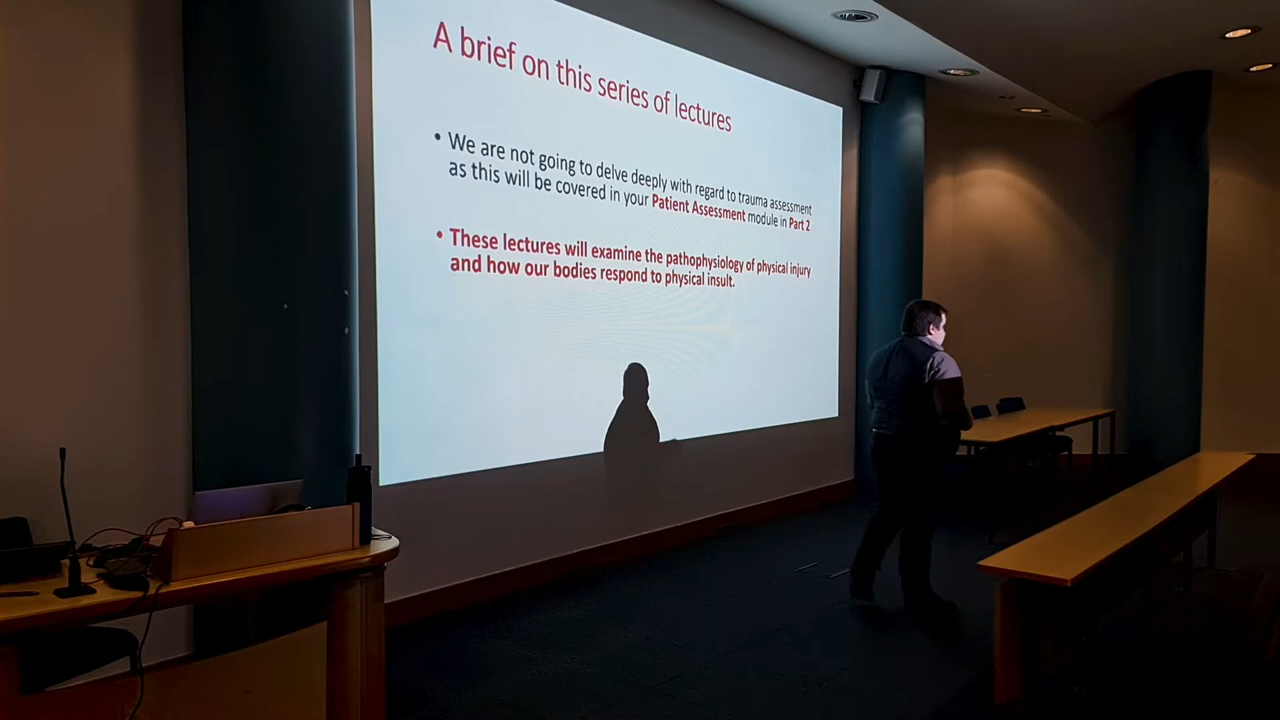 A brief on this series of lectures
• We are not going to delve deeply with regard to trauma assessment
as this will be covered in your Patient Assessment module in Part 2
• These lectures will examine the pathophysiology of physical injury
and how our bodies respond to physical insult.